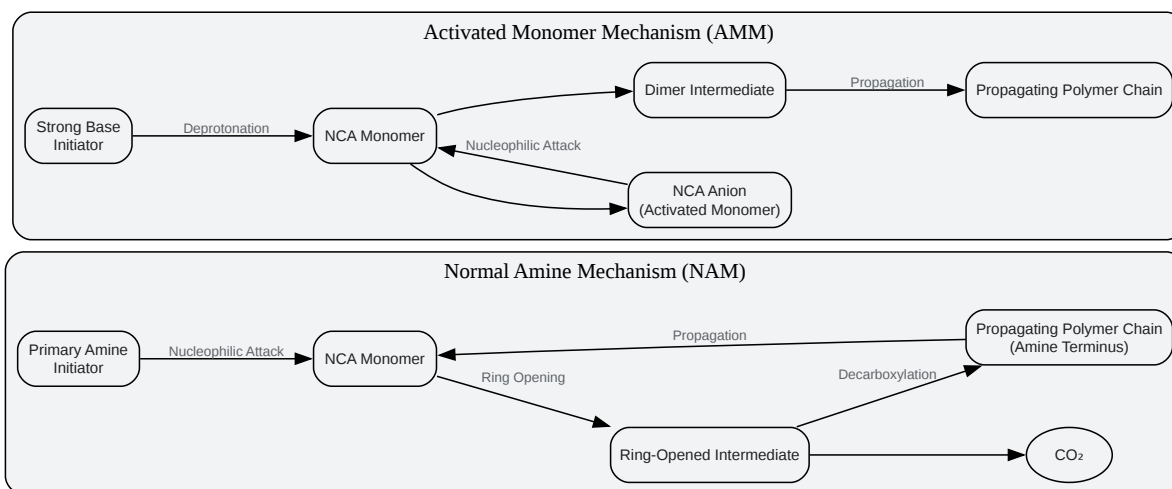 Activated Monomer Mechanism (AMM)
Strong Base
Initiator
Deprotonation
NCA Monomer
Dimer Intermediate
Propagation
Propagating Polymer Chain
Nucleophilic Attack
NCA Anion
(Activated Monomer)
Normal Amine Mechanism (NAM)
Primary Amine
Initiator
Nucleophilic Attack
NCA Monomer
Propagation
Propagating Polymer Chain
(Amine Terminus)
Ring Opening
Decarboxylation
Ring-Opened Intermediate
CO₂